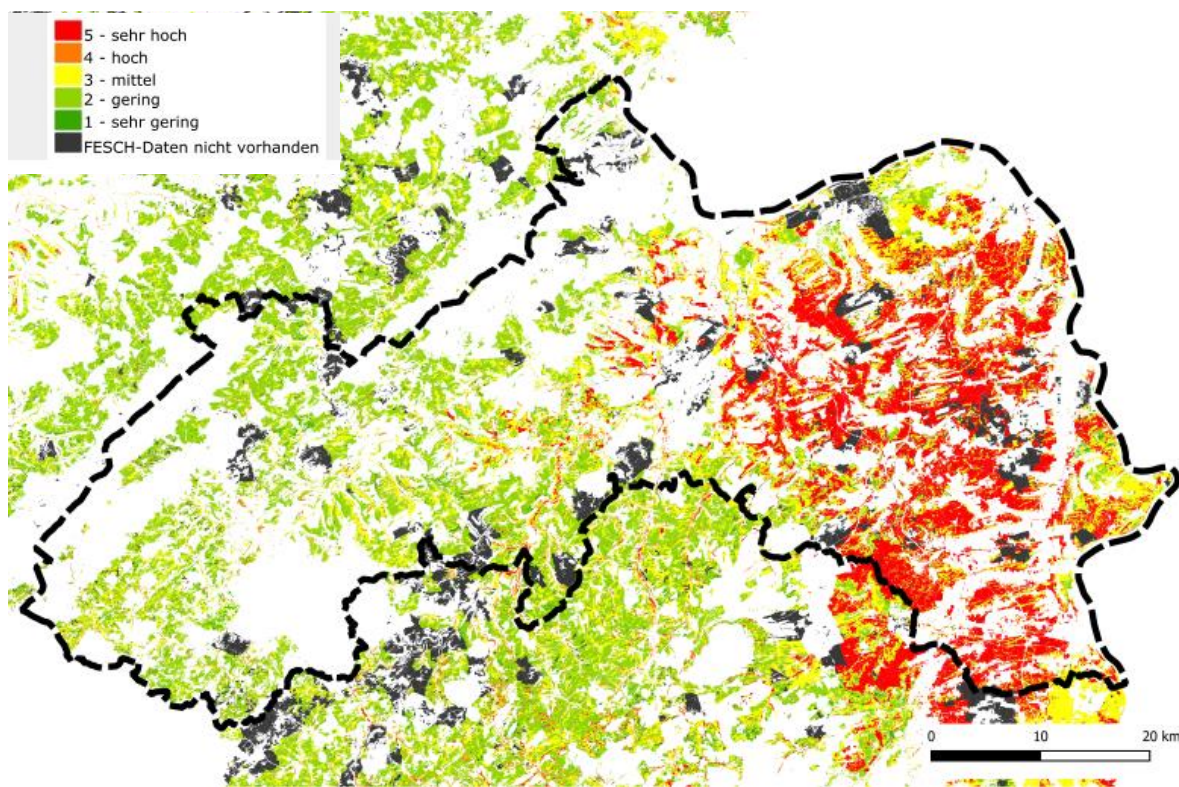 5 - sehr hoch
4 - hoch
3 - mittel
2 - gering
1 - sehr gering
FESCH-Daten nicht vorhanden
0 10 20 km